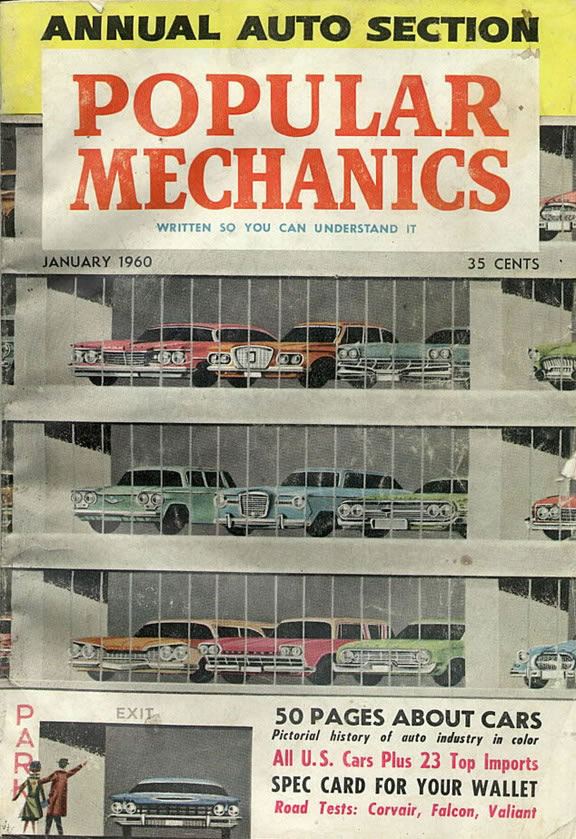 ANNUAL AUTO SECTION
POPULAR
MECHANICS
WRITTEN SO YOU CAN UNDERSTAND IT
JANUARY 1960 35 CENTS
PARK
EXIT
50 PAGES ABOUT CARS
Pictorial history of auto industry in color
All U.S. Cars Plus 23 Top Imports
SPEC CARD FOR YOUR WALLET
Road Tests: Corvair, Falcon, Valiant